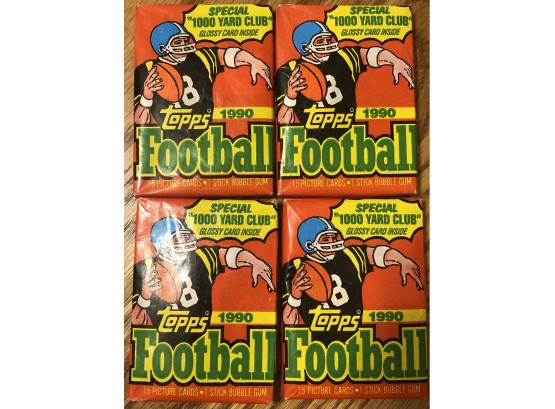 SPECIAL
"1000 YARD CLUB"
GLOSSY CARD INSIDE
8
TOPPS
1990
Football
15 PICTURE CARDS • 1 STICK BUBBLE GUM
SPECIAL
"1000 YARD CLUB"
GLOSSY CARD INSIDE
8
TOPPS
1990
Football
15 PICTURE CARDS • 1 STICK BUBBLE GUM
SPECIAL
"1000 YARD CLUB"
GLOSSY CARD INSIDE
8
TOPPS
1990
Football
15 PICTURE CARDS • 1 STICK BUBBLE GUM
SPECIAL
"1000 YARD CLUB"
GLOSSY CARD INSIDE
8
TOPPS
1990
Football
15 PICTURE CARDS • 1 STICK BUBBLE GUM